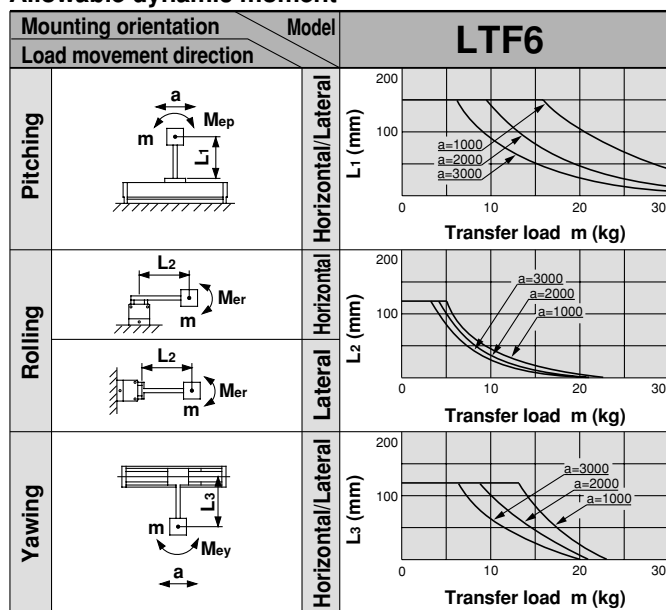 Allowable dynamic moment
Mounting orientation Model
Load movement direction
LTF6
Pitching
a
Mep
m
L1
Horizontal/Lateral
L1 (mm)
200
100
a=1000
a=2000
a=3000
0 10 20 30
Transfer load m (kg)
Rolling
L2
Mer
m
Horizontal
L2
Mer
m
Lateral
L2 (mm)
200
100
a=3000
a=2000
a=1000
0 10 20 30
Transfer load m (kg)
Yawing
L3
m
Mey
a
Horizontal/Lateral
L3 (mm)
200
100
a=3000
a=2000
a=1000
0 10 20 30
Transfer load m (kg)